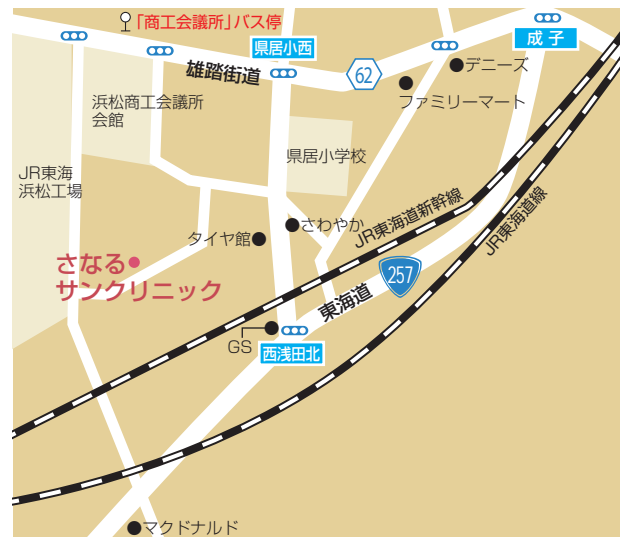 「商工会議所」バス停
県居小西
成子
雄踏街道
62
デニーズ
ファミリーマート
浜松商工会議所
会館
県居小学校
JR東海
浜松工場
さわやか
タイヤ館
JR東海道新幹線
JR東海道線
さなる
サンクリニック
257
東海道
GS
西浅田北
マクドナルド